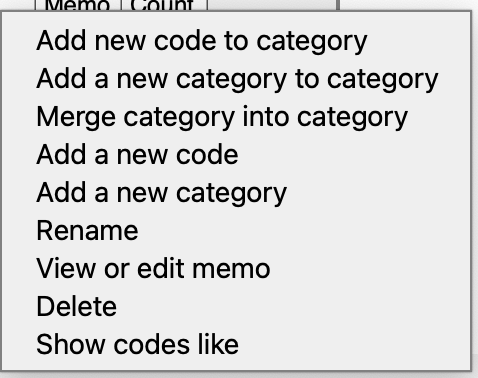 Memo Count
Add new code to category
Add a new category to category
Merge category into category
Add a new code
Add a new category
Rename
View or edit memo
Delete
Show codes like